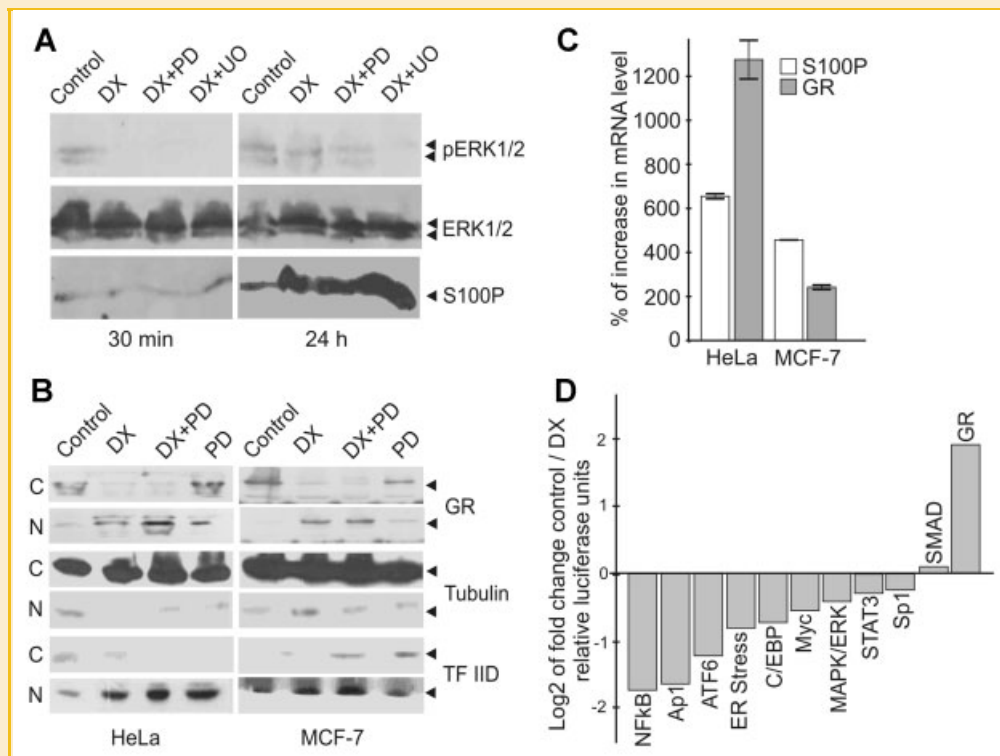 A
Control
DX
DX+PD
DX+UO
Control
DX
DX+PD
DX+UO
pERK1/2
ERK1/2
S100P
30 min
24 h
B
Control
DX
DX+PD
PD
Control
DX
DX+PD
PD
C
N
GR
C
N
Tubulin
C
N
TF IID
HeLa
MCF-7
C
% of increase in mRNA level
1200
1000
800
600
400
200
0
S100P
GR
HeLa
MCF-7
D
Log2 of fold change control / DX
relative luciferase units
2
1
0
-1
-2
NFkB
Ap1
ATF6
ER Stress
C/EBP
Myc
MAPK/ERK
STAT3
Sp1
SMAD
GR